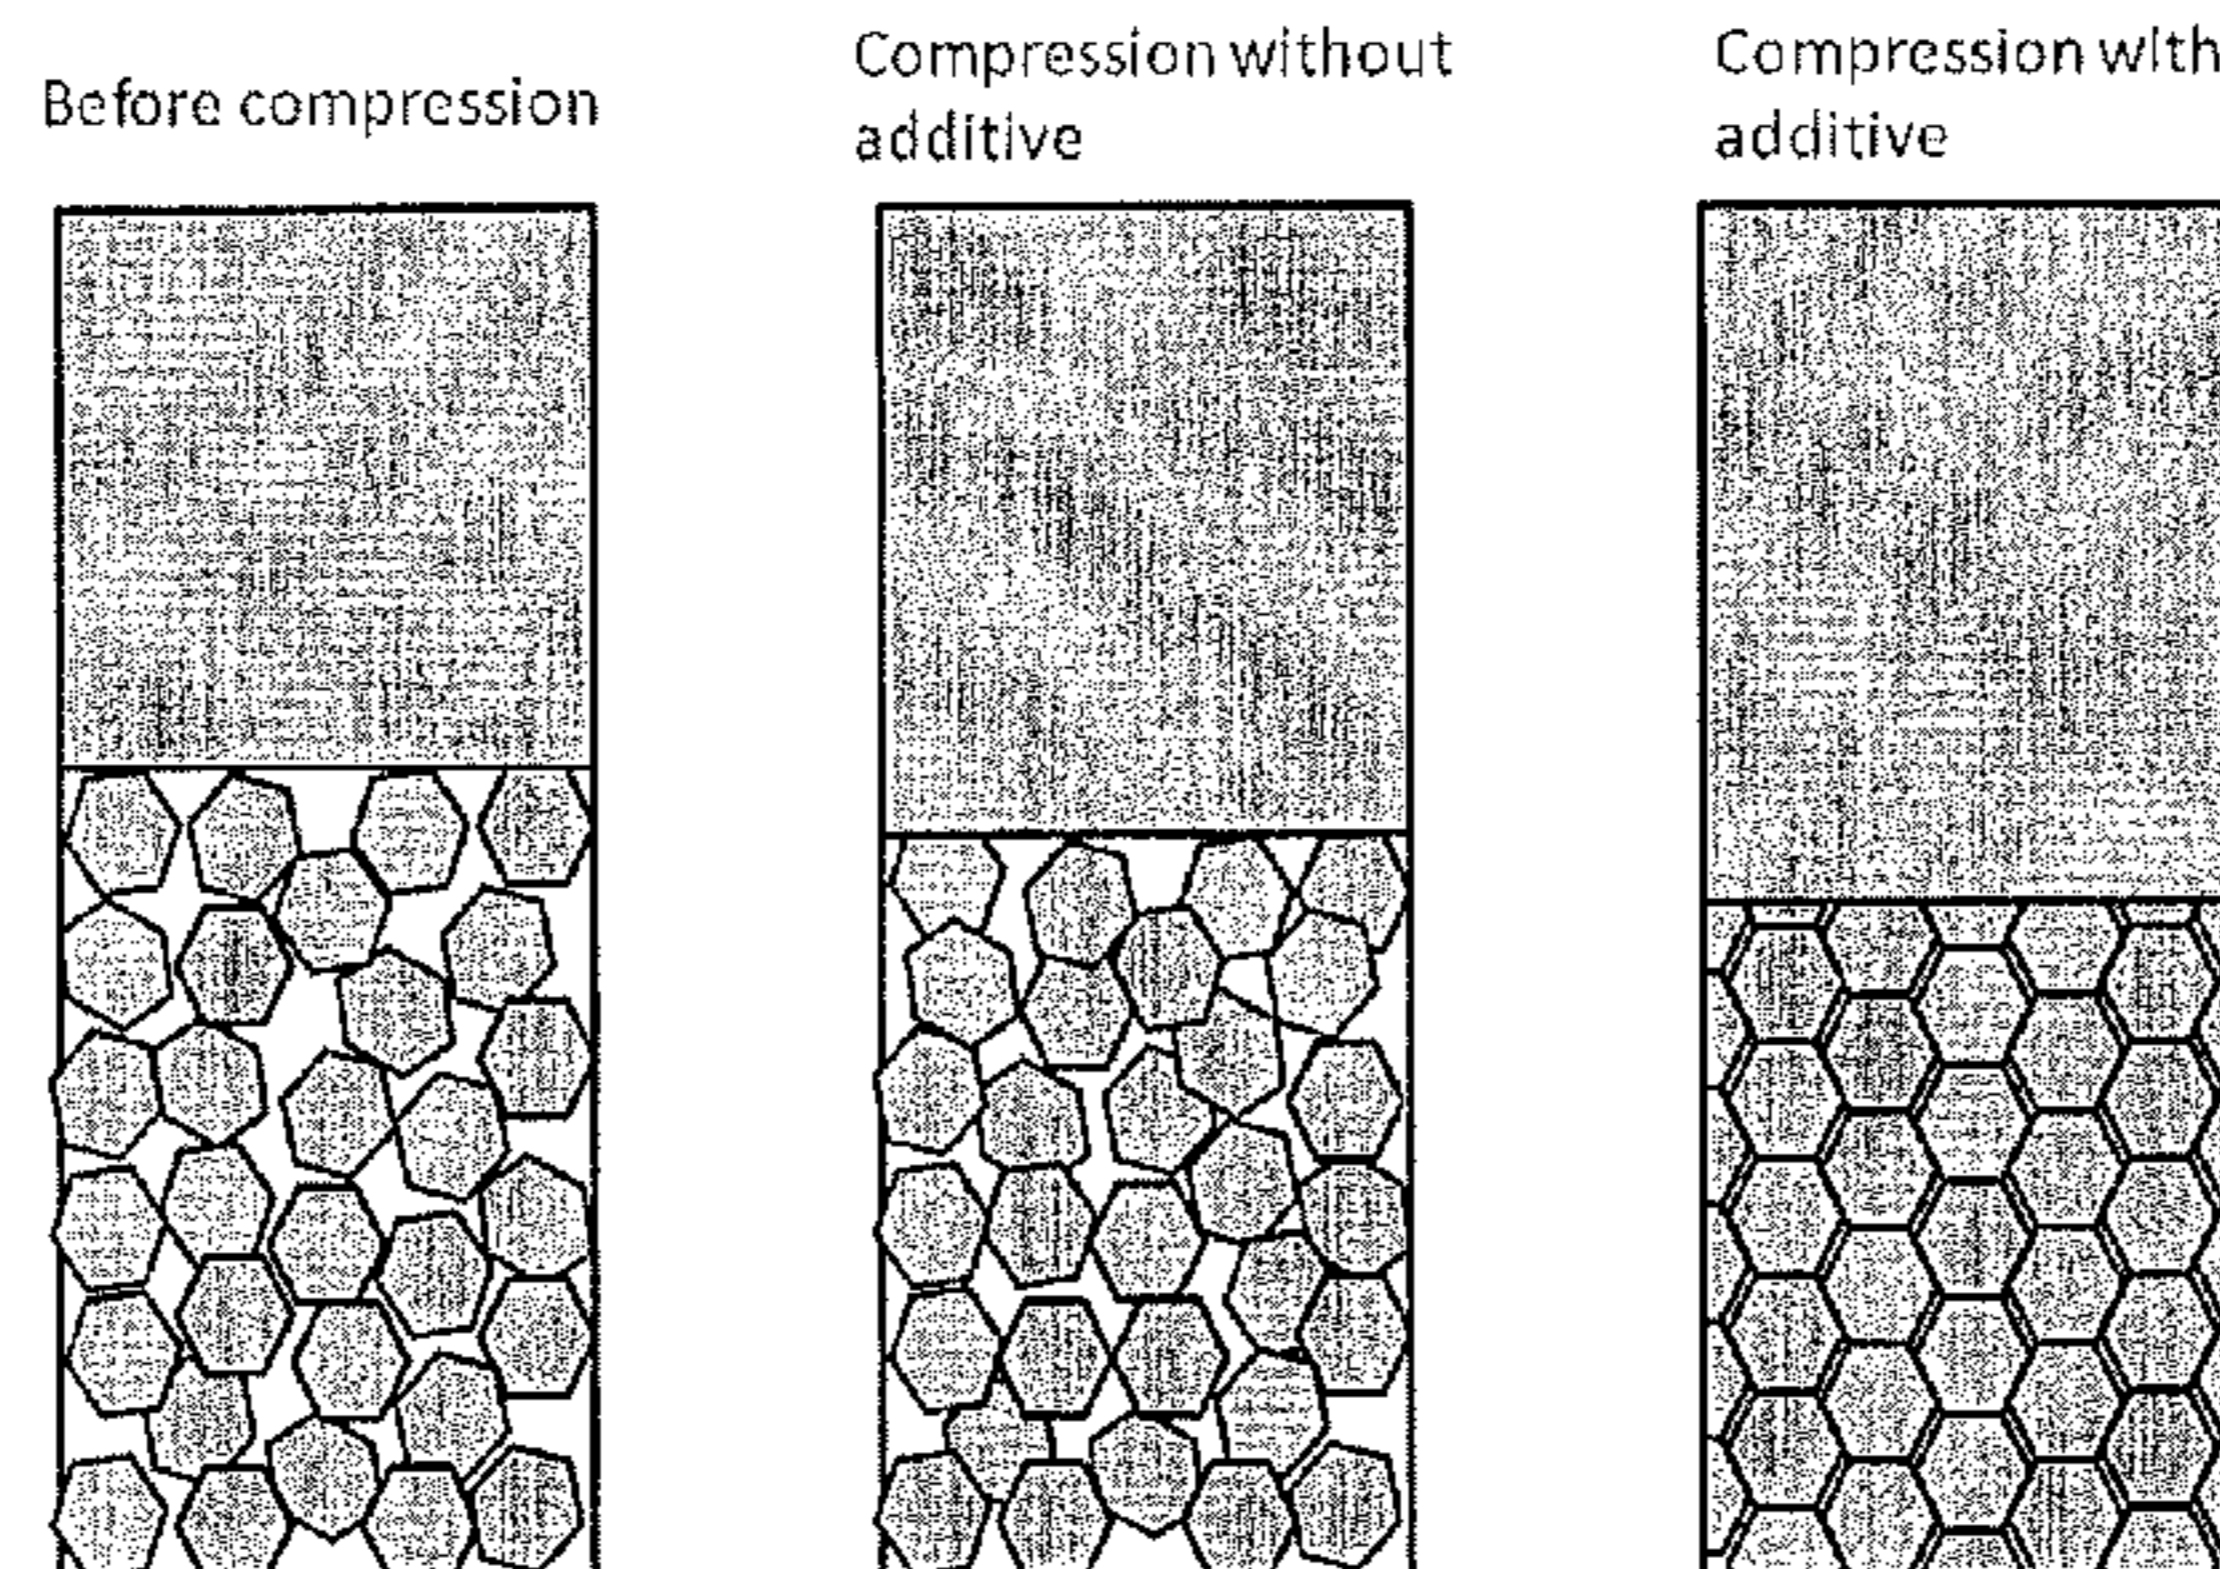 Before compression
Compression without
additive
Compression with
additive